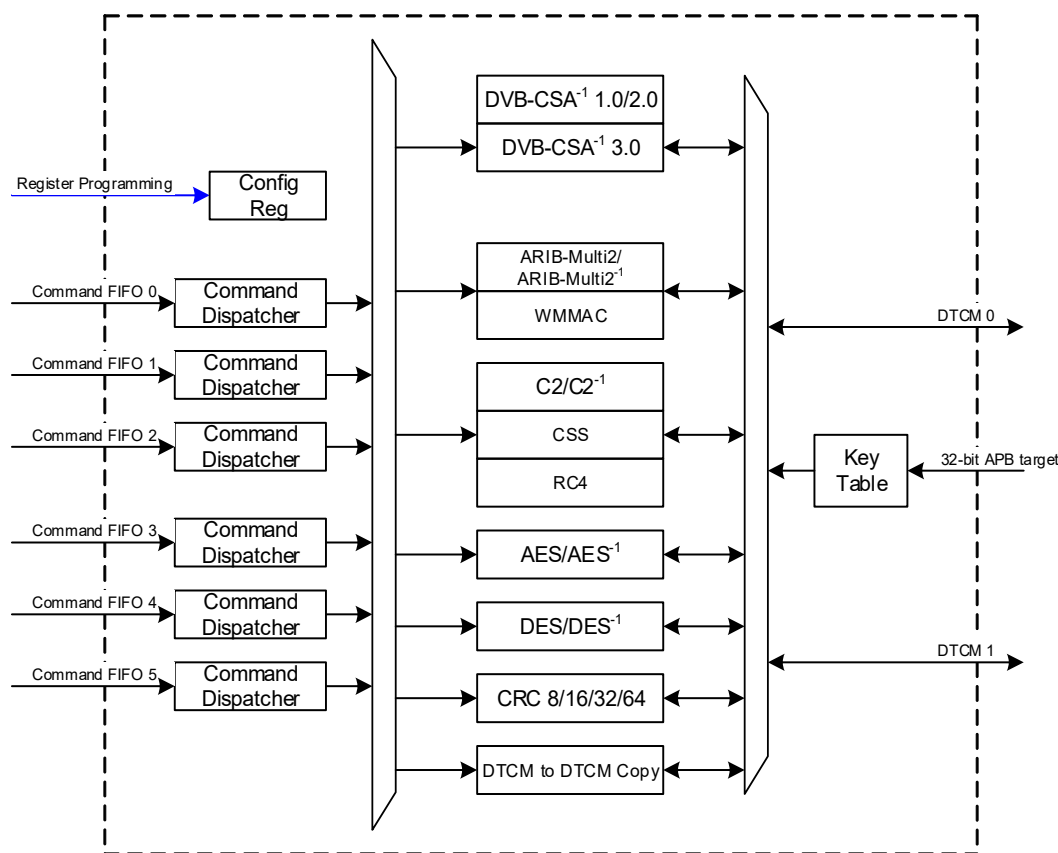 DVB-CSA⁻¹ 1.0/2.0
DVB-CSA⁻¹ 3.0
Register Programming
Config
Reg
ARIB-Multi2/
ARIB-Multi2⁻¹
WMMAC
Command FIFO 0
Command
Dispatcher
DTCM 0
Command FIFO 1
Command
Dispatcher
C2/C2⁻¹
CSS
RC4
Command FIFO 2
Command
Dispatcher
Key
Table
32-bit APB target
Command FIFO 3
Command
Dispatcher
AES/AES⁻¹
Command FIFO 4
Command
Dispatcher
DES/DES⁻¹
DTCM 1
Command FIFO 5
Command
Dispatcher
CRC 8/16/32/64
DTCM to DTCM Copy